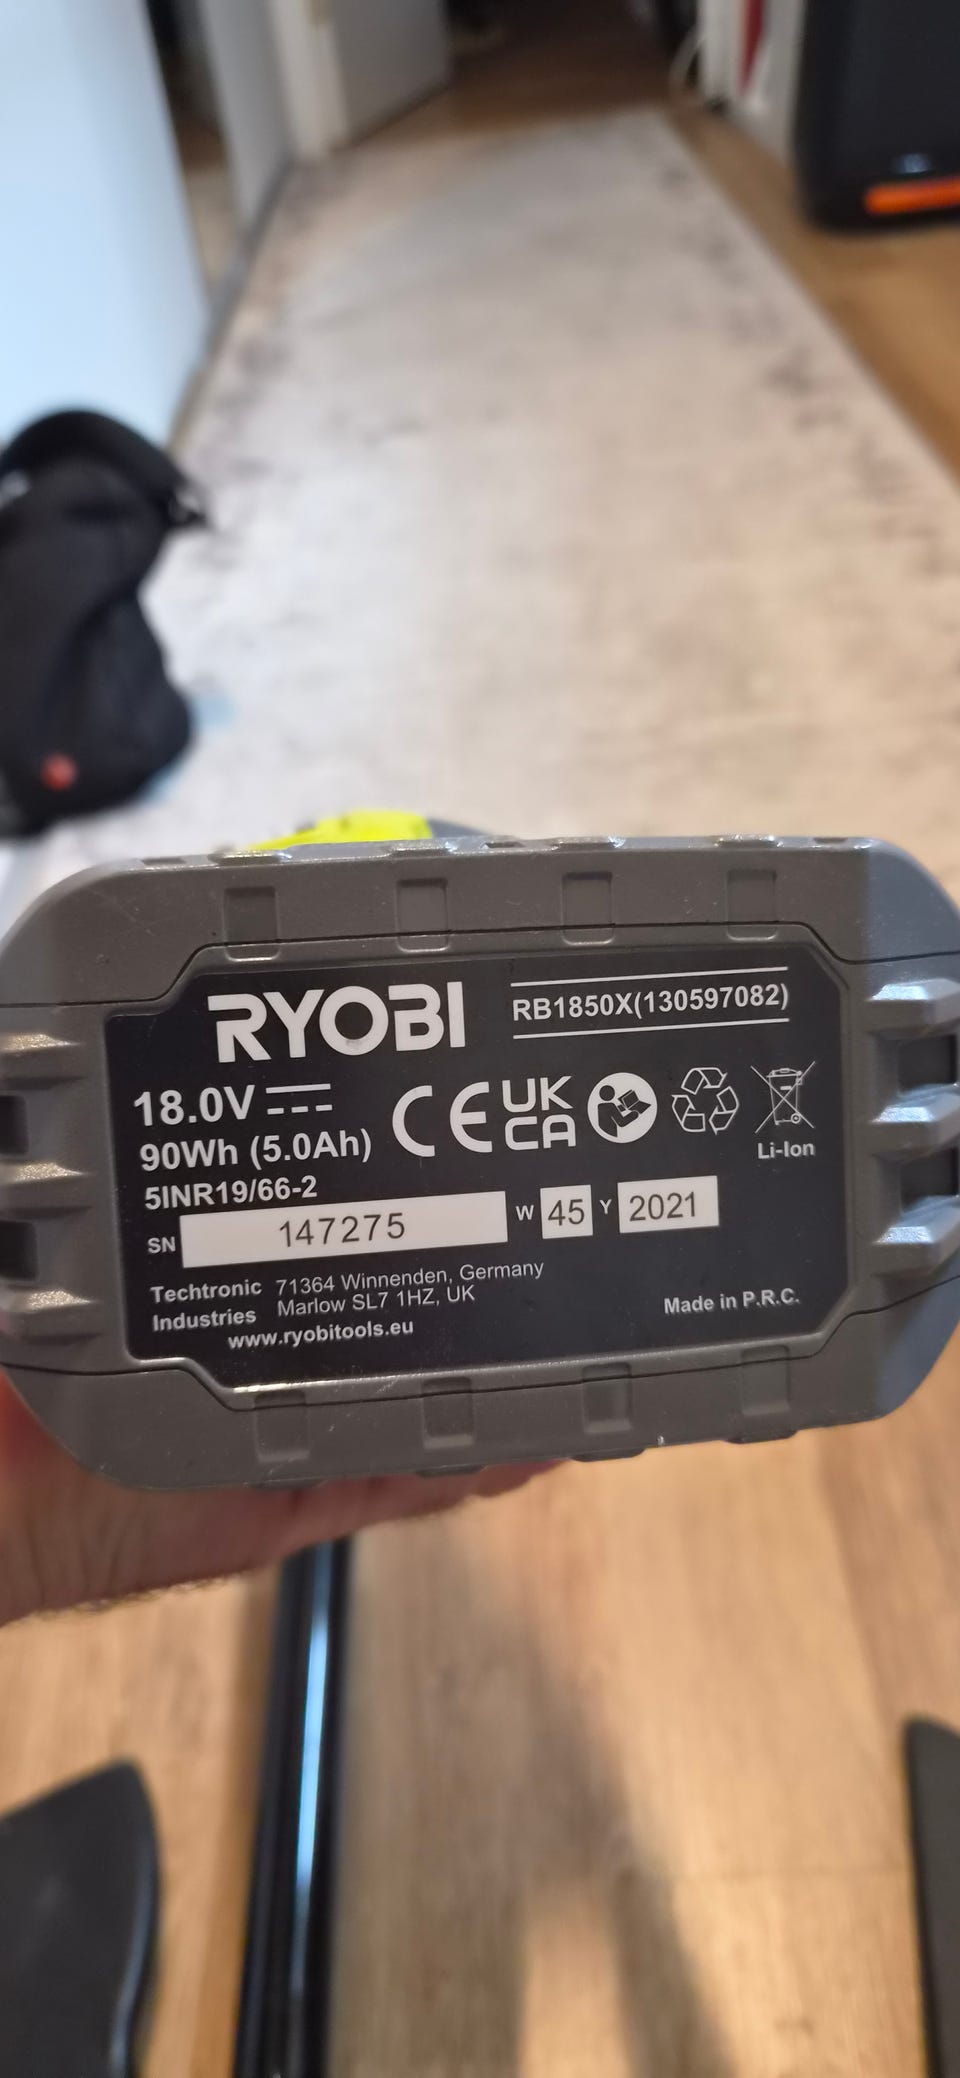 RYOBI
RB1850X(130597082)
18.0V
90Wh (5.0Ah)
5INR19/66-2
CE UK CA
Li-Ion
SN 147275 W 45 Y 2021
Techtronic Industries
71364 Winnenden, Germany
Marlow SL7 1HZ, UK
www.ryobitools.eu
Made in P.R.C.